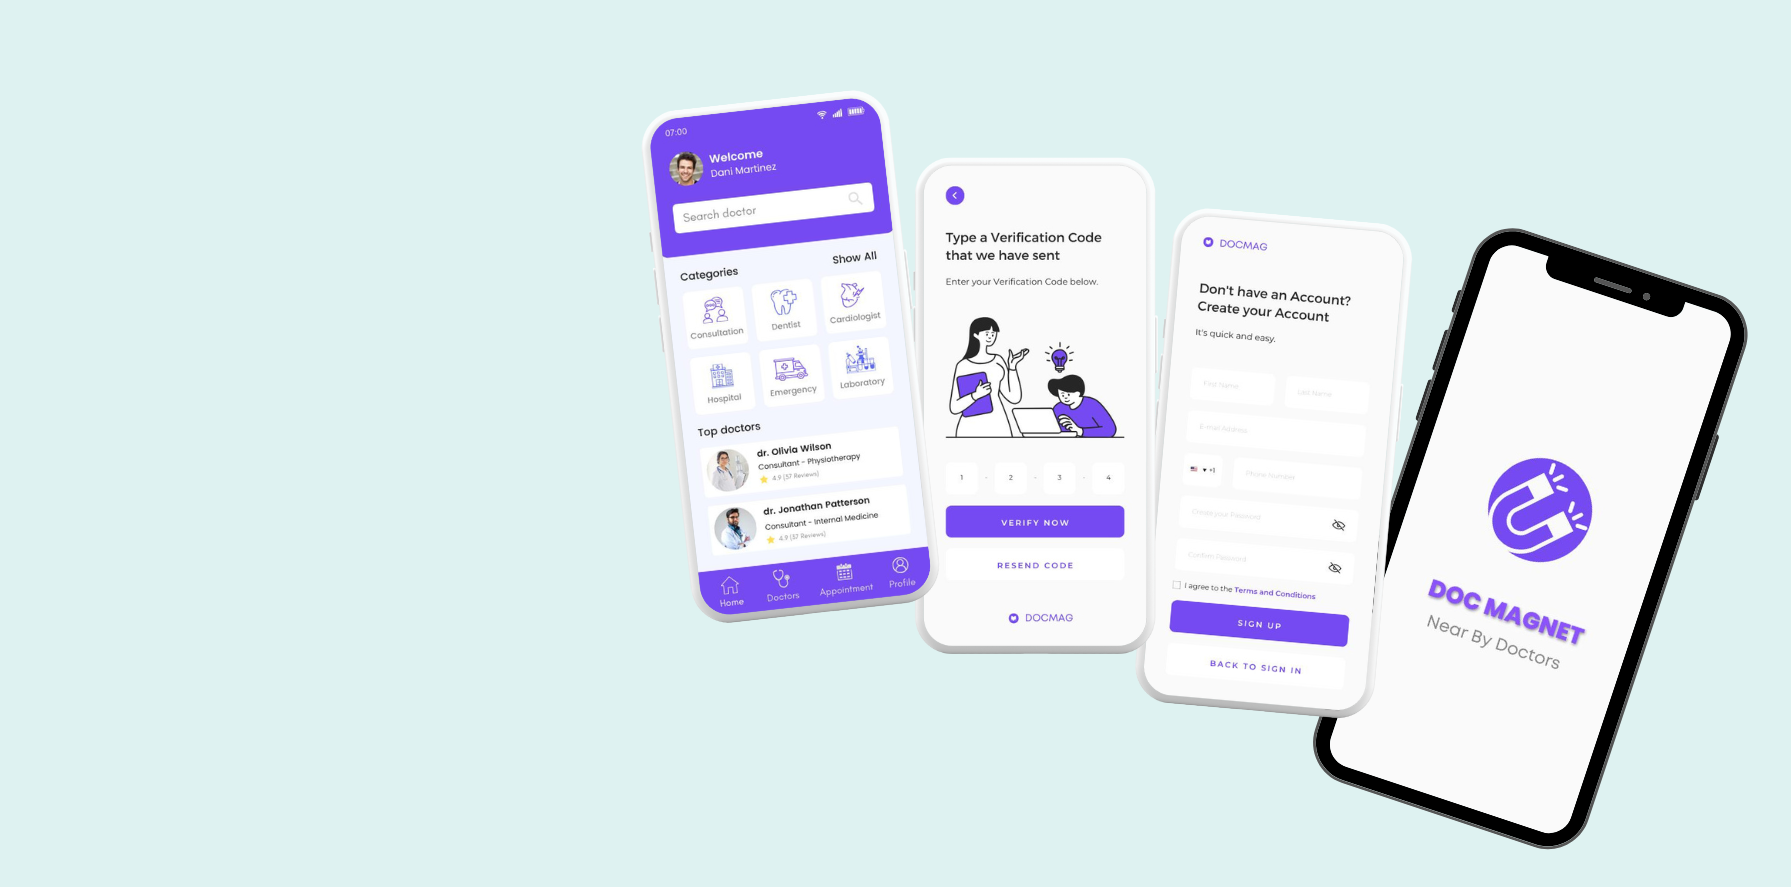 07:00
Welcome
Dani Martinez
Search doctor
Categories
Show All
Consultation
Dentist
Cardiologist
Hospital
Emergency
Laboratory
Top doctors
dr. Olivia Wilson
Consultant - Physiotherapy
4.9 (37 Reviews)
dr. Jonathan Patterson
Consultant - Internal Medicine
4.9 (37 Reviews)
Home
Doctors
Appointment
Profile
Type a Verification Code
that we have sent
Enter your Verification Code below.
1 - 2 - 3 - 4
VERIFY NOW
RESEND CODE
DOCMAG
DOCMAG
Don't have an Account?
Create your Account
It's quick and easy.
First Name
Last Name
E-mail Address
+1
Phone Number
Create your Password
Confirm Password
I agree to the Terms and Conditions
SIGN UP
BACK TO SIGN IN
DOC MAGNET
Near By Doctors